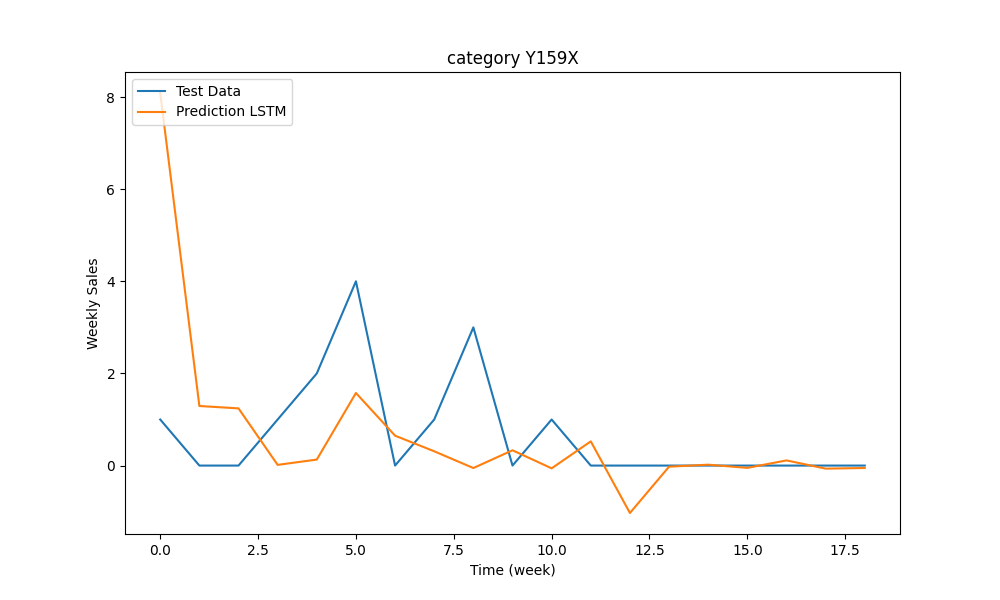 category Y159X
Test Data
Prediction LSTM
Weekly Sales
8
6
4
2
0
0.0 2.5 5.0 7.5 10.0 12.5 15.0 17.5
Time (week)